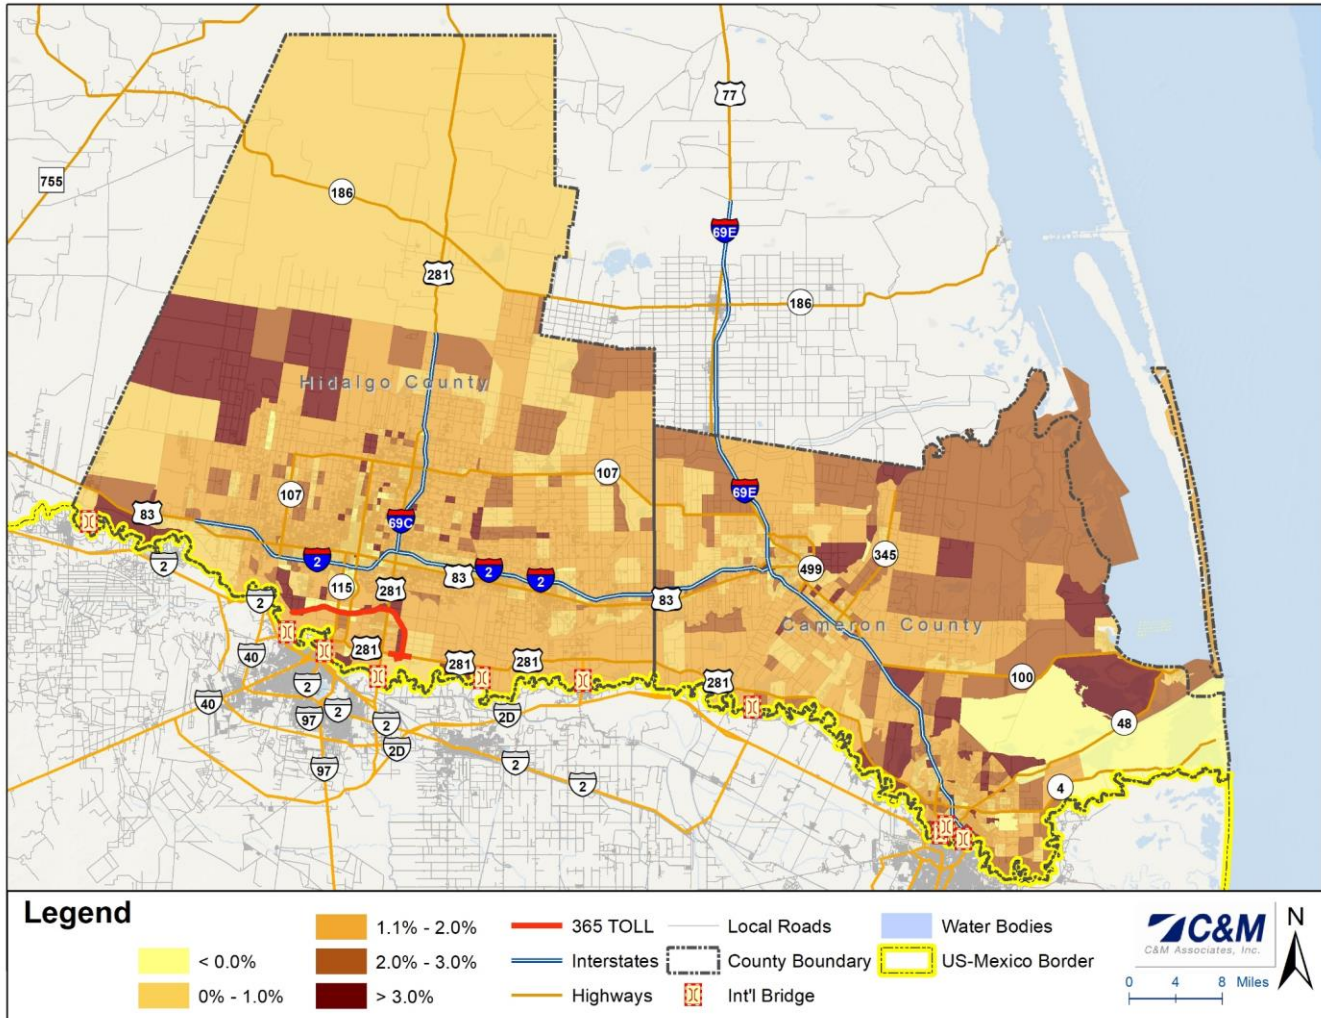 77
755
186
69E
281
186
Hidalgo County
107
107
69E
83
69C
345
499
2
2
83
2
2
115
281
83
2
Cameron County
40
281
281
281
281
100
2
40
97
2
2
2D
48
2D
97
2
2
4
Legend
< 0.0%
0% - 1.0%
1.1% - 2.0%
2.0% - 3.0%
> 3.0%
365 TOLL
Interstates
Highways
Local Roads
County Boundary
Int'l Bridge
Water Bodies
US-Mexico Border
C&M
C&M Associates, Inc.
N
0 4 8 Miles